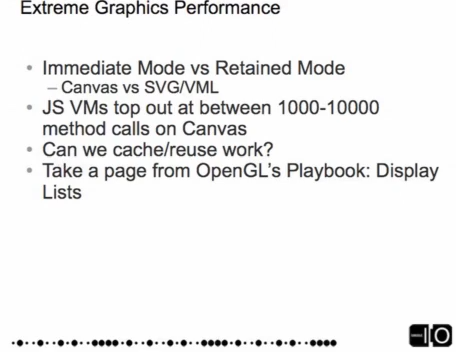 Extreme Graphics Performance
• Immediate Mode vs Retained Mode
– Canvas vs SVG/VML
• JS VMs top out at between 1000-10000
method calls on Canvas
• Can we cache/reuse work?
• Take a page from OpenGL's Playbook: Display
Lists
IO